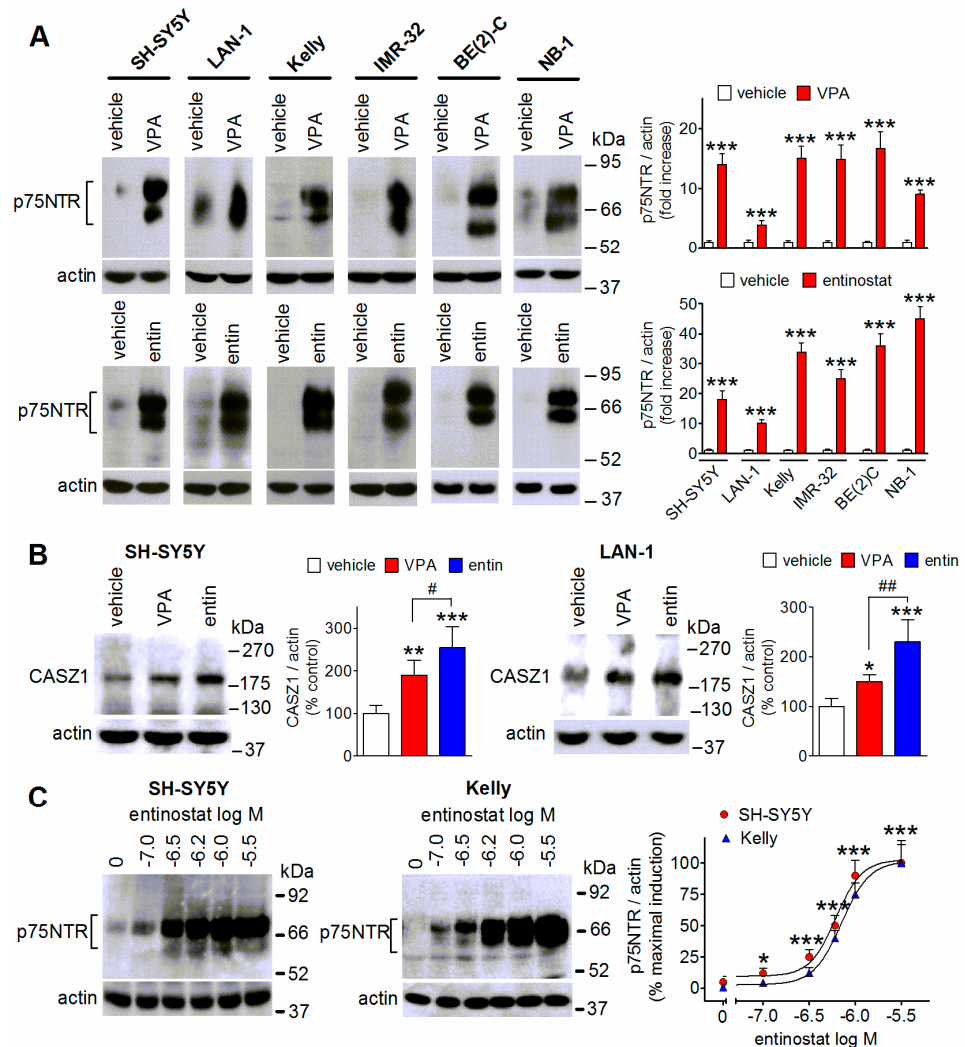 A
SH-SY5Y LAN-1 Kelly IMR-32 BE(2)-C NB-1
vehicle VPA vehicle VPA vehicle VPA vehicle VPA vehicle VPA vehicle VPA
kDa
p75NTR
95
66
52
actin
37
vehicle entin vehicle entin vehicle entin vehicle entin vehicle entin vehicle entin
p75NTR
95
66
52
actin
37
vehicle VPA
p75NTR / actin
(fold increase)
20
10
0
*** *** *** *** *** ***
vehicle entinostat
p75NTR / actin
(fold increase)
50
40
30
20
10
0
*** *** *** *** *** ***
SH-SY5Y LAN-1 Kelly IMR-32 BE(2)C NB-1
B
SH-SY5Y
vehicle VPA entin
kDa
270
CASZ1
175
130
actin
37
vehicle VPA entin
CASZ1 / actin
(% control)
300
200
100
0
#
** ***
LAN-1
vehicle VPA entin
kDa
270
CASZ1
175
130
actin
37
vehicle VPA entin
CASZ1 / actin
(% control)
300
200
100
0
##
* ***
C
SH-SY5Y
entinostat log M
0 -7.0 -6.5 -6.2 -6.0 -5.5
kDa
92
p75NTR
66
52
actin
37
Kelly
entinostat log M
0 -7.0 -6.5 -6.2 -6.0 -5.5
kDa
92
p75NTR
66
52
actin
37
SH-SY5Y
Kelly
p75NTR / actin
(% maximal induction)
100
75
50
25
0
* *** *** *** ***
0 -7.0 -6.5 -6.0 -5.5
entinostat log M